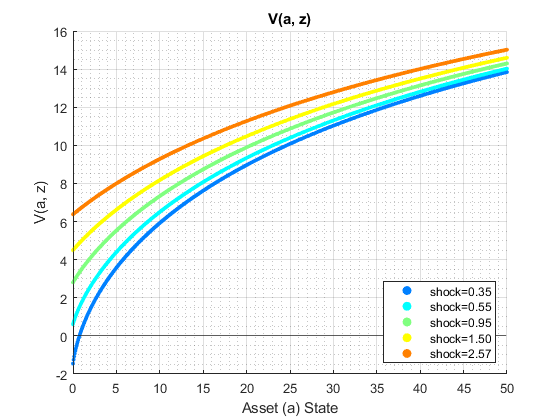 V(a, z)
16
14
12
10
8
6
4
2
0
-2
V(a, z)
0 5 10 15 20 25 30 35 40 45 50
Asset (a) State
shock=0.35
shock=0.55
shock=0.95
shock=1.50
shock=2.57